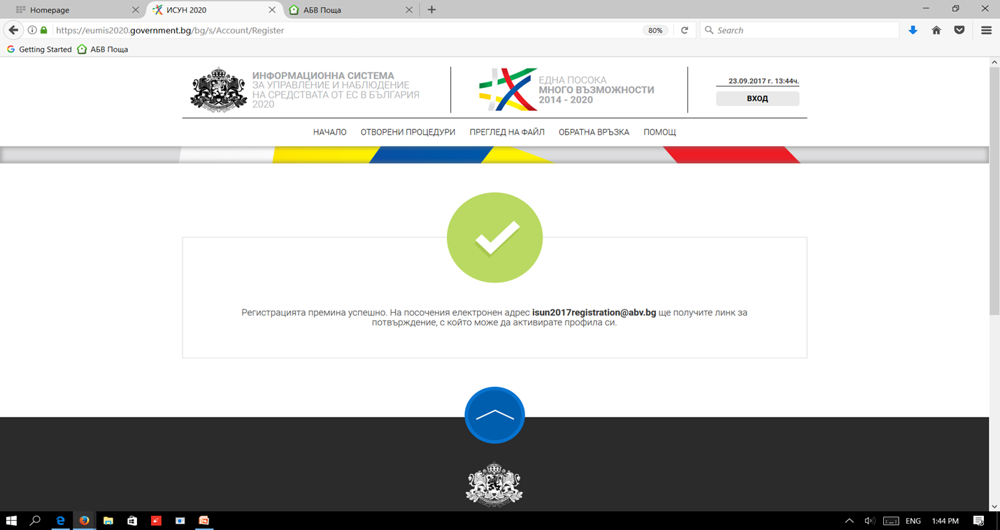 Homepage
ИСУН 2020
АБВ Поща
https://eumis2020.government.bg/bg/s/Account/Register
80%
Search
Getting Started
АБВ Поща
ИНФОРМАЦИОННА СИСТЕМА
ЗА УПРАВЛЕНИЕ И НАБЛЮДЕНИЕ
НА СРЕДСТВАТА ОТ ЕС В БЪЛГАРИЯ
2020
ЕДНА ПОСОКА
МНОГО ВЪЗМОЖНОСТИ
2014 - 2020
23.09.2017 г. 13:44ч.
ВХОД
НАЧАЛО ОТВОРЕНИ ПРОЦЕДУРИ ПРЕГЛЕД НА ФАЙЛ ОБРАТНА ВРЪЗКА ПОМОЩ
Регистрацията премина успешно. На посочения електронен адрес isun2017registration@abv.bg ще получите линк за
потвърждение, с който може да активирате профила си.
ENG
1:44 PM